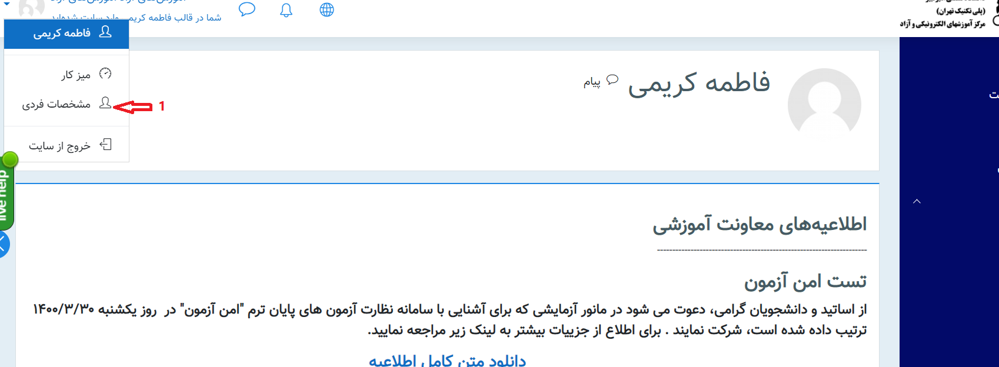 (پلی تکنیک تهران)
مرکز آموزشهای الکترونیکی و آزاد
شما در قالب فاطمه کریمی وارد سایت شده‌اید
فاطمه کریمی
میز کار
مشخصات فردی
1
خروج از سایت
live help
فاطمه کریمی
پیام
اطلاعیه‌های معاونت آموزشی
----------------------------------------------------------------------
تست امن آزمون
از اساتید و دانشجویان گرامی، دعوت می شود در مانور آزمایشی که برای آشنایی با سامانه نظارت آزمون های پایان ترم "امن آزمون" در روز یکشنبه ۱۴۰۰/۳/۳۰
ترتیب داده شده است، شرکت نمایند . برای اطلاع از جزییات بیشتر به لینک زیر مراجعه نمایید.
دانلود متن کامل اطلاعیه